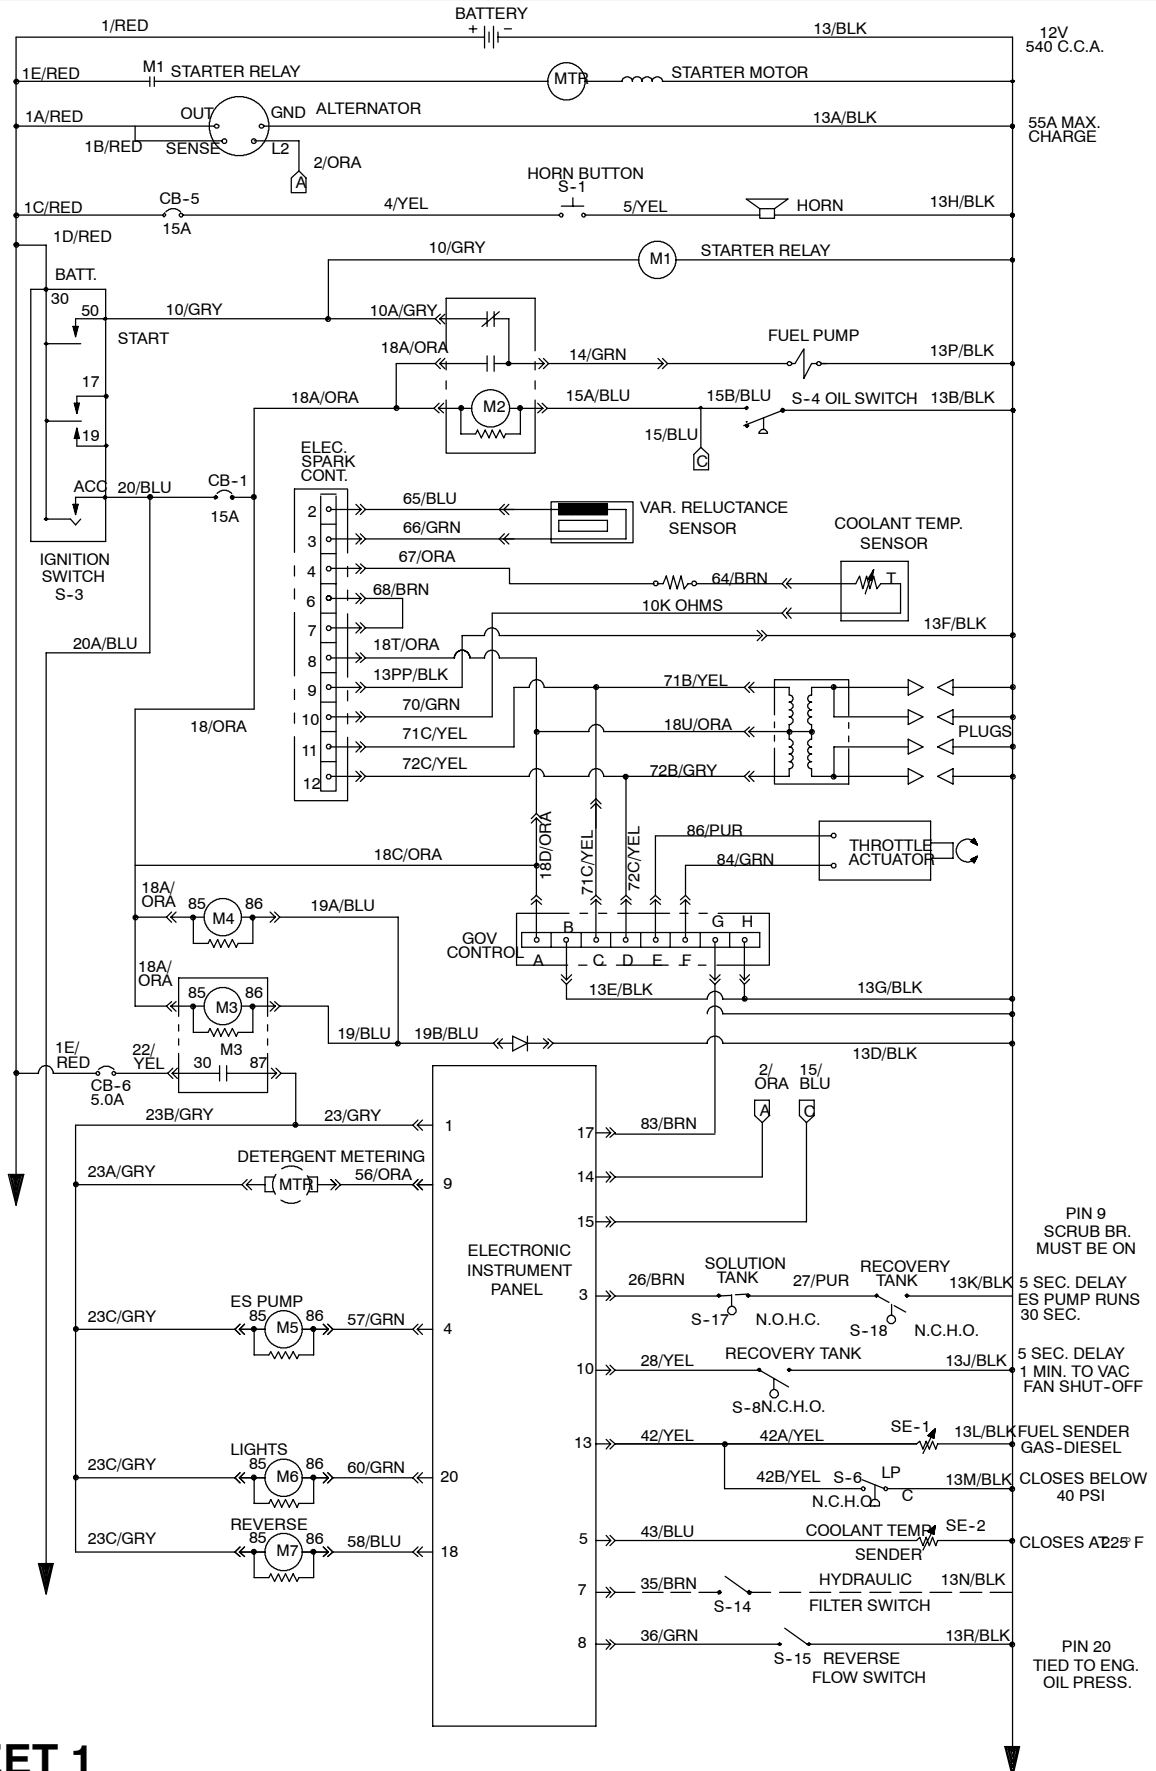 BATTERY
1/RED
+ −
13/BLK
12V
540 C.C.A.
1E/RED
M1 STARTER RELAY
MTR
STARTER MOTOR
1A/RED
OUT
GND
ALTERNATOR
13A/BLK
55A MAX.
CHARGE
1B/RED
SENSE
L2
2/ORA
A
HORN BUTTON
S-1
1C/RED
CB-5
15A
4/YEL
5/YEL
HORN
13H/BLK
1D/RED
10/GRY
M1
STARTER RELAY
BATT.
30
50
10/GRY
START
10A/GRY
18A/ORA
14/GRN
FUEL PUMP
13P/BLK
17
18A/ORA
M2
15A/BLU
15B/BLU
S-4 OIL SWITCH
13B/BLK
19
15/BLU
C
ELEC.
SPARK
CONT.
ACC
20/BLU
CB-1
15A
2
65/BLU
VAR. RELUCTANCE
SENSOR
3
66/GRN
COOLANT TEMP.
SENSOR
IGNITION
SWITCH
S-3
4
67/ORA
64/BRN
T
6
68/BRN
10K OHMS
7
13F/BLK
20A/BLU
8
18T/ORA
9
13PP/BLK
71B/YEL
10
70/GRN
18/ORA
18U/ORA
PLUGS
11
71C/YEL
12
72C/YEL
72B/GRY
18D/ORA
71C/YEL
72C/YEL
86/PUR
THROTTLE
ACTUATOR
18C/ORA
84/GRN
18A/
ORA
85
M4
86
19A/BLU
GOV
CONTROL
A
B
C
D
E
F
G
H
18A/
ORA
85
M3
86
13E/BLK
13G/BLK
19/BLU
19B/BLU
13D/BLK
1E/
RED
CB-6
5.0A
22/
YEL
M3
30
87
2/
ORA
15/
BLU
A
C
23B/GRY
23/GRY
1
17
83/BRN
DETERGENT METERING
23A/GRY
MTR
56/ORA
9
14
15
PIN 9
SCRUB BR.
MUST BE ON
ELECTRONIC
INSTRUMENT
PANEL
SOLUTION
TANK
RECOVERY
TANK
3
26/BRN
27/PUR
13K/BLK
5 SEC. DELAY
ES PUMP RUNS
30 SEC.
S-17
N.O.H.C.
S-18
N.C.H.O.
ES PUMP
23C/GRY
85
M5
86
57/GRN
4
10
28/YEL
RECOVERY TANK
13J/BLK
5 SEC. DELAY
1 MIN. TO VAC
FAN SHUT-OFF
S-8
N.C.H.O.
13
42/YEL
42A/YEL
SE-1
13L/BLK
FUEL SENDER
GAS-DIESEL
LIGHTS
23C/GRY
85
M6
86
60/GRN
20
42B/YEL
S-6
LP
N.C.H.O.
C
13M/BLK
CLOSES BELOW
40 PSI
REVERSE
23C/GRY
85
M7
86
58/BLU
18
5
43/BLU
COOLANT TEMP.
SENDER
SE-2
CLOSES AT 225° F
7
35/BRN
S-14
HYDRAULIC
FILTER SWITCH
13N/BLK
8
36/GRN
S-15
REVERSE
FLOW SWITCH
13R/BLK
PIN 20
TIED TO ENG.
OIL PRESS.
EET 1